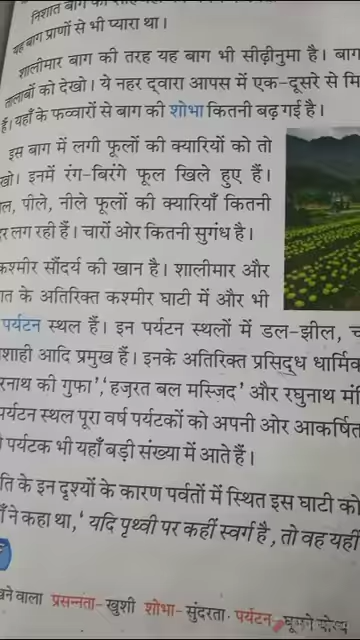 निशात बाग
यह बाग प्राणों से भी प्यारा था।
शालीमार बाग की तरह यह बाग भी सीढ़ीनुमा है। बाग
तालाबों को देखो। ये नहर द्वारा आपस में एक-दूसरे से मि
हैं। यहाँ के फव्वारों से बाग की शोभा कितनी बढ़ गई है।
इस बाग में लगी फूलों की क्यारियों को तो
खो। इनमें रंग-बिरंगे फूल खिले हुए हैं।
ल, पीले, नीले फूलों की क्यारियाँ कितनी
दर लग रही हैं। चारों ओर कितनी सुगंध है।
कश्मीर सौंदर्य की खान है। शालीमार और
ात के अतिरिक्त कश्मीर घाटी में और भी
पर्यटन स्थल हैं। इन पर्यटन स्थलों में डल-झील, च
शाही आदि प्रमुख हैं। इनके अतिरिक्त प्रसिद्ध धार्मिक
रनाथ की गुफा','हज़रत बल मस्जिद' और रघुनाथ मं
पर्यटन स्थल पूरा वर्ष पर्यटकों को अपनी ओर आकर्षित
पर्यटक भी यहाँ बड़ी संख्या में आते हैं।
ति के इन दृश्यों के कारण पर्वतों में स्थित इस घाटी को
ने कहा था,' यदि पृथ्वी पर कहीं स्वर्ग है, तो वह यहीं
ने वाला प्रसन्नता- खुशी शोभा- सुंदरता पर्यटन- घूमने योग्य